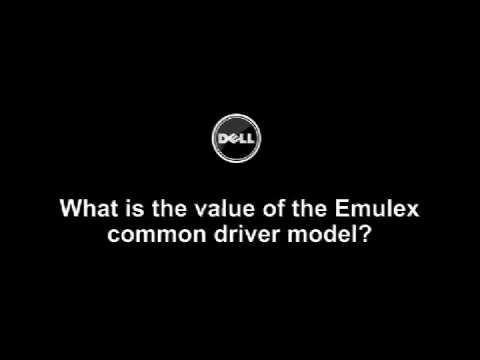 DELL
What is the value of the Emulex
common driver model?